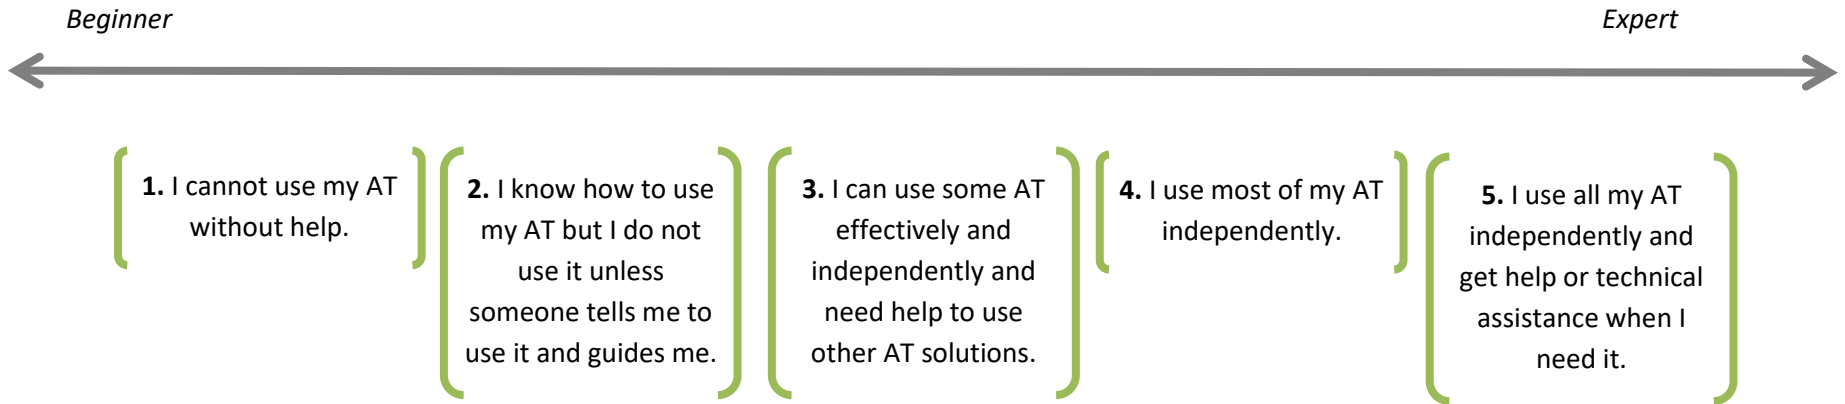 Beginner
Expert
1. I cannot use my AT
without help.
2. I know how to use
my AT but I do not
use it unless
someone tells me to
use it and guides me.
3. I can use some AT
effectively and
independently and
need help to use
other AT solutions.
4. I use most of my AT
independently.
5. I use all my AT
independently and
get help or technical
assistance when I
need it.